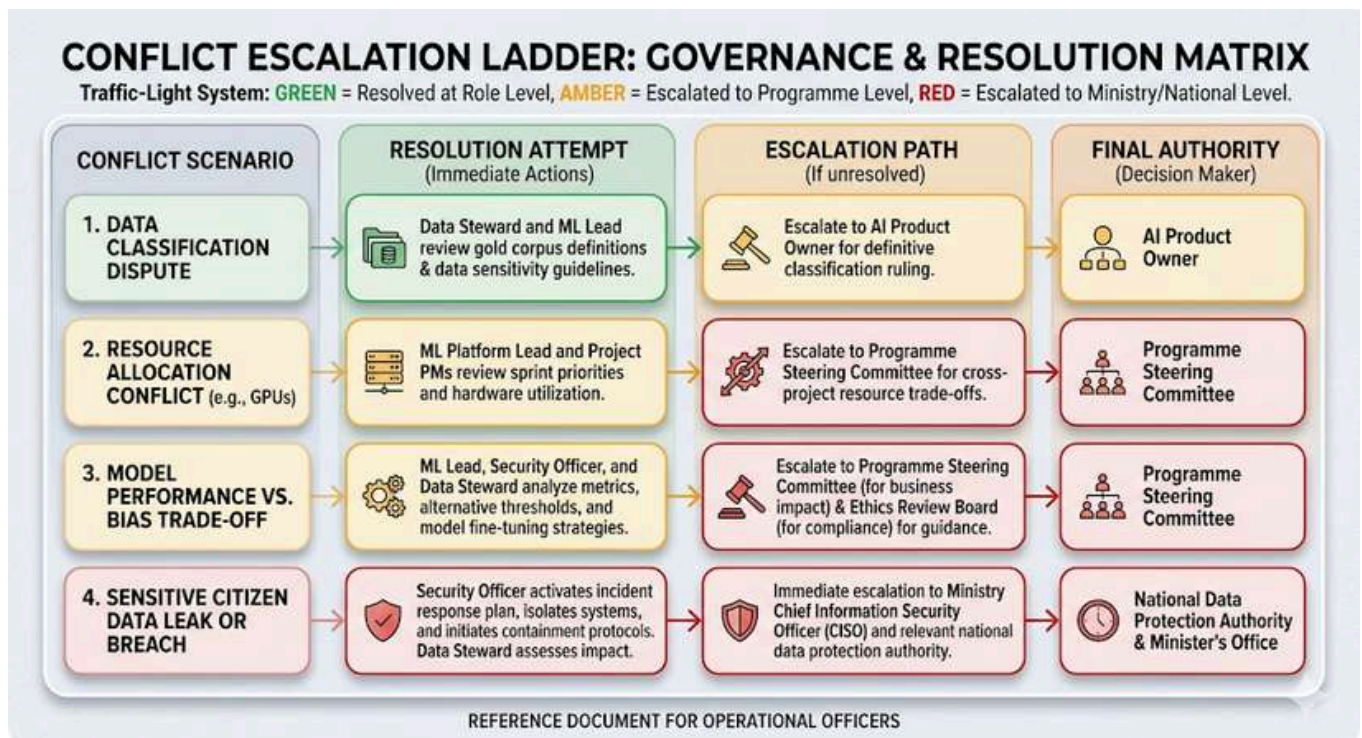 CONFLICT ESCALATION LADDER: GOVERNANCE & RESOLUTION MATRIX
Traffic-Light System: GREEN = Resolved at Role Level, AMBER = Escalated to Programme Level, RED = Escalated to Ministry/National Level.
CONFLICT SCENARIO
RESOLUTION ATTEMPT
(Immediate Actions)
ESCALATION PATH
(If unresolved)
FINAL AUTHORITY
(Decision Maker)
1. DATA
CLASSIFICATION
DISPUTE
Data Steward and ML Lead
review gold corpus definitions
& data sensitivity guidelines.
Escalate to AI Product
Owner for definitive
classification ruling.
AI Product
Owner
2. RESOURCE
ALLOCATION
CONFLICT (e.g., GPUs)
ML Platform Lead and Project
PMs review sprint priorities
and hardware utilization.
Escalate to Programme
Steering Committee for cross-
project resource trade-offs.
Programme
Steering
Committee
3. MODEL
PERFORMANCE VS.
BIAS TRADE-OFF
ML Lead, Security Officer, and
Data Steward analyze metrics,
alternative thresholds, and
model fine-tuning strategies.
Escalate to Programme Steering
Committee (for business
impact) & Ethics Review Board
(for compliance) for guidance.
Programme
Steering
Committee
4. SENSITIVE CITIZEN
DATA LEAK OR
BREACH
Security Officer activates incident
response plan, isolates systems,
and initiates containment protocols.
Data Steward assesses impact.
Immediate escalation to Ministry
Chief Information Security
Officer (CISO) and relevant national
data protection authority.
National Data
Protection Authority
& Minister's Office
REFERENCE DOCUMENT FOR OPERATIONAL OFFICERS